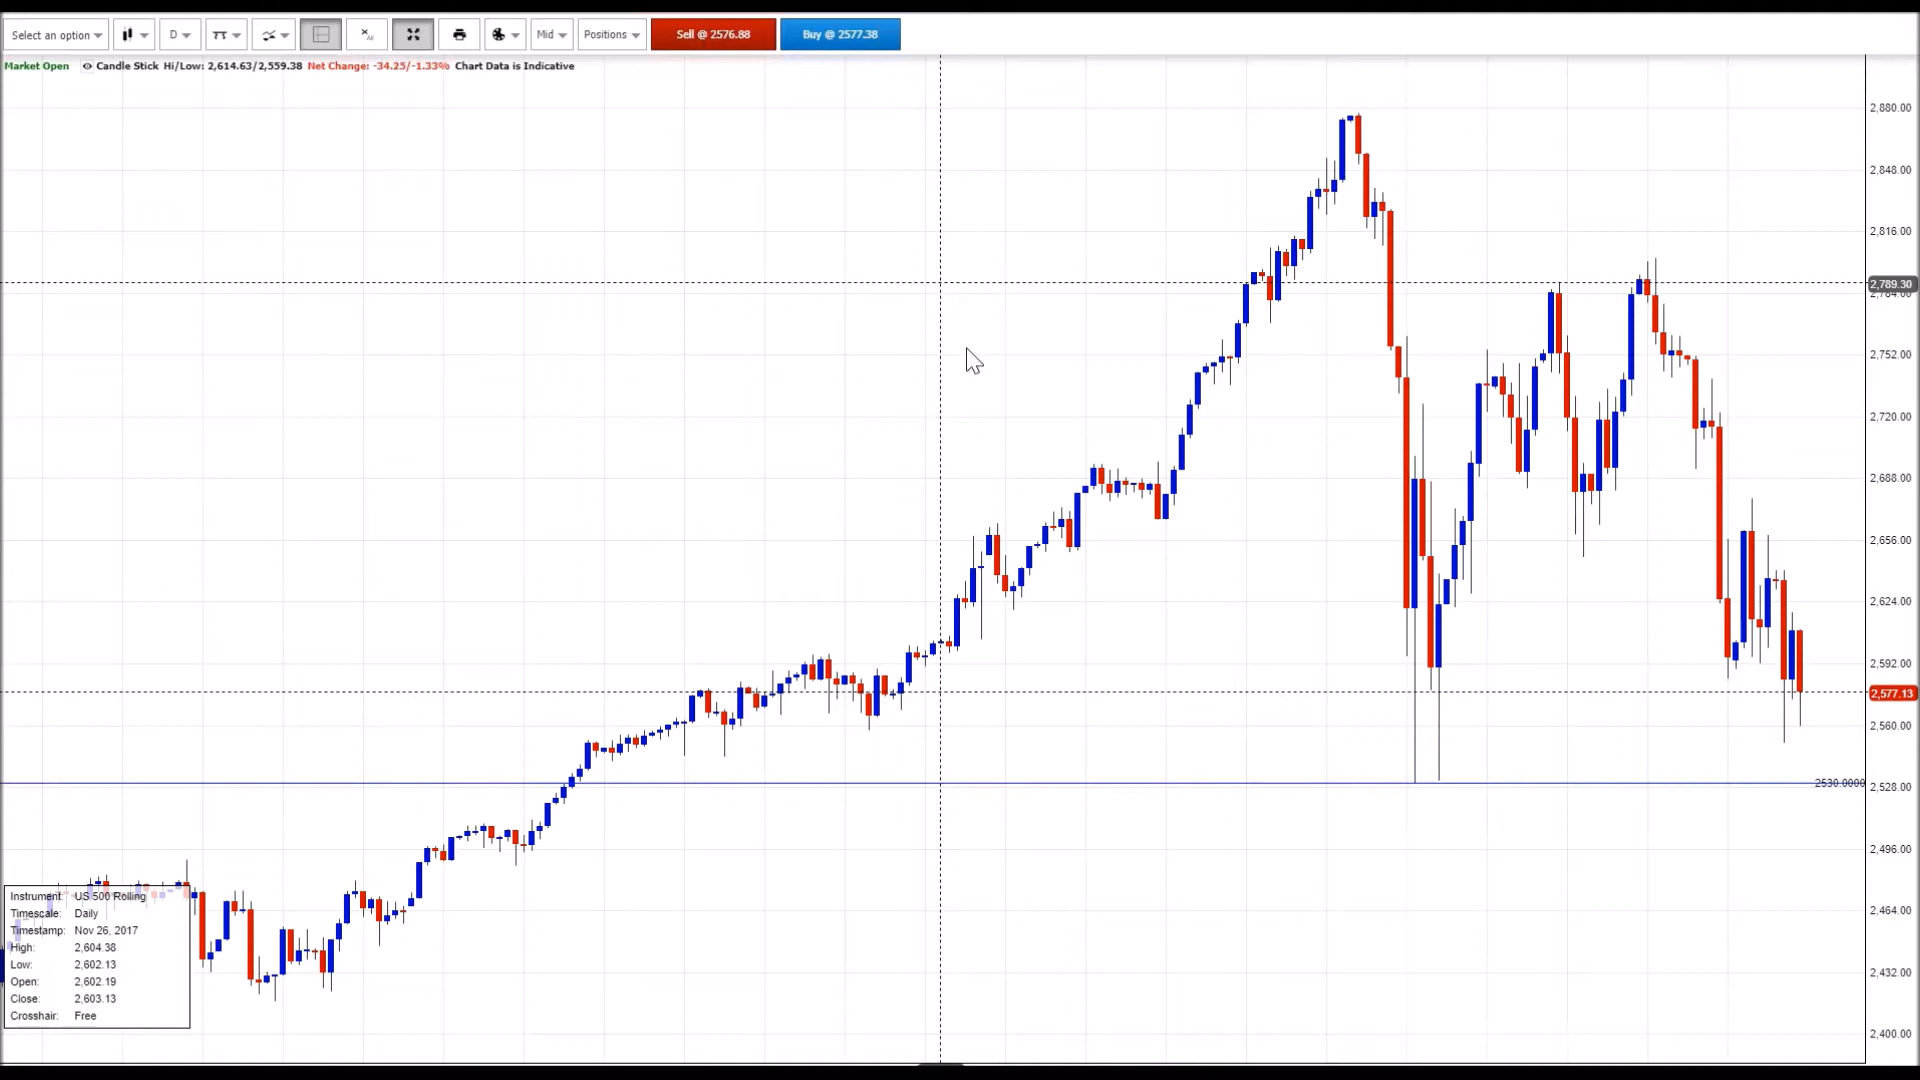 Select an option D Mid Positions Sell @ 2576.88 Buy @ 2577.38
Market Open Candle Stick Hi/Low: 2,614.63/2,559.38 Net Change: -34.25/-1.33% Chart Data is Indicative
2,880.00
2,848.00
2,816.00
2,789.30
2,784.00
2,752.00
2,720.00
2,688.00
2,656.00
2,624.00
2,592.00
2,577.13
2,560.00
2530.0000
2,528.00
2,496.00
2,464.00
2,432.00
2,400.00
Instrument: US 500 Rolling
Timescale: Daily
Timestamp: Nov 26, 2017
High: 2,604.38
Low: 2,602.13
Open: 2,602.19
Close: 2,603.13
Crosshair: Free